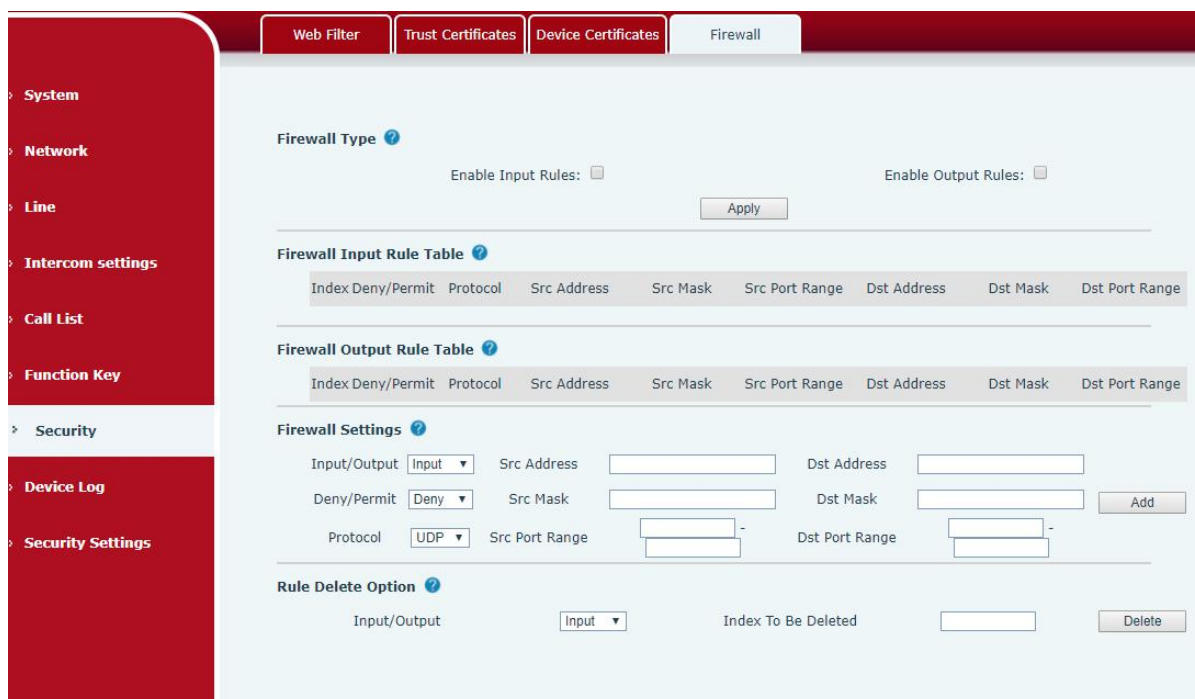 Web Filter Trust Certificates Device Certificates Firewall
System
Network
Line
Intercom settings
Call List
Function Key
Security
Device Log
Security Settings
Firewall Type ?
Enable Input Rules: Enable Output Rules:
Apply
Firewall Input Rule Table ?
Index Deny/Permit Protocol Src Address Src Mask Src Port Range Dst Address Dst Mask Dst Port Range
Firewall Output Rule Table ?
Index Deny/Permit Protocol Src Address Src Mask Src Port Range Dst Address Dst Mask Dst Port Range
Firewall Settings ?
Input/Output Input Src Address Dst Address
Deny/Permit Deny Src Mask Dst Mask Add
Protocol UDP Src Port Range - Dst Port Range -
Rule Delete Option ?
Input/Output Input Index To Be Deleted Delete